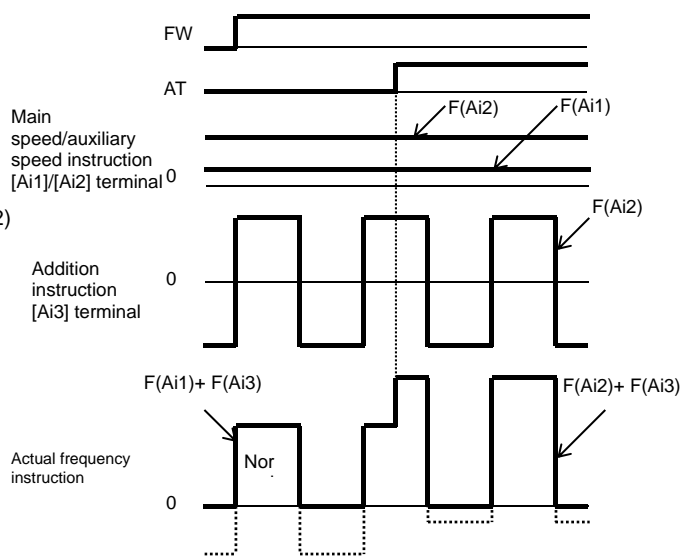 FW
AT
F(Ai2)
F(Ai1)
Main
speed/auxiliary
speed instruction
[Ai1]/[Ai2] terminal
0
2)
F(Ai2)
Addition
instruction
[Ai3] terminal
0
F(Ai1)+ F(Ai3)
F(Ai2)+ F(Ai3)
Nor
Actual frequency
instruction
0